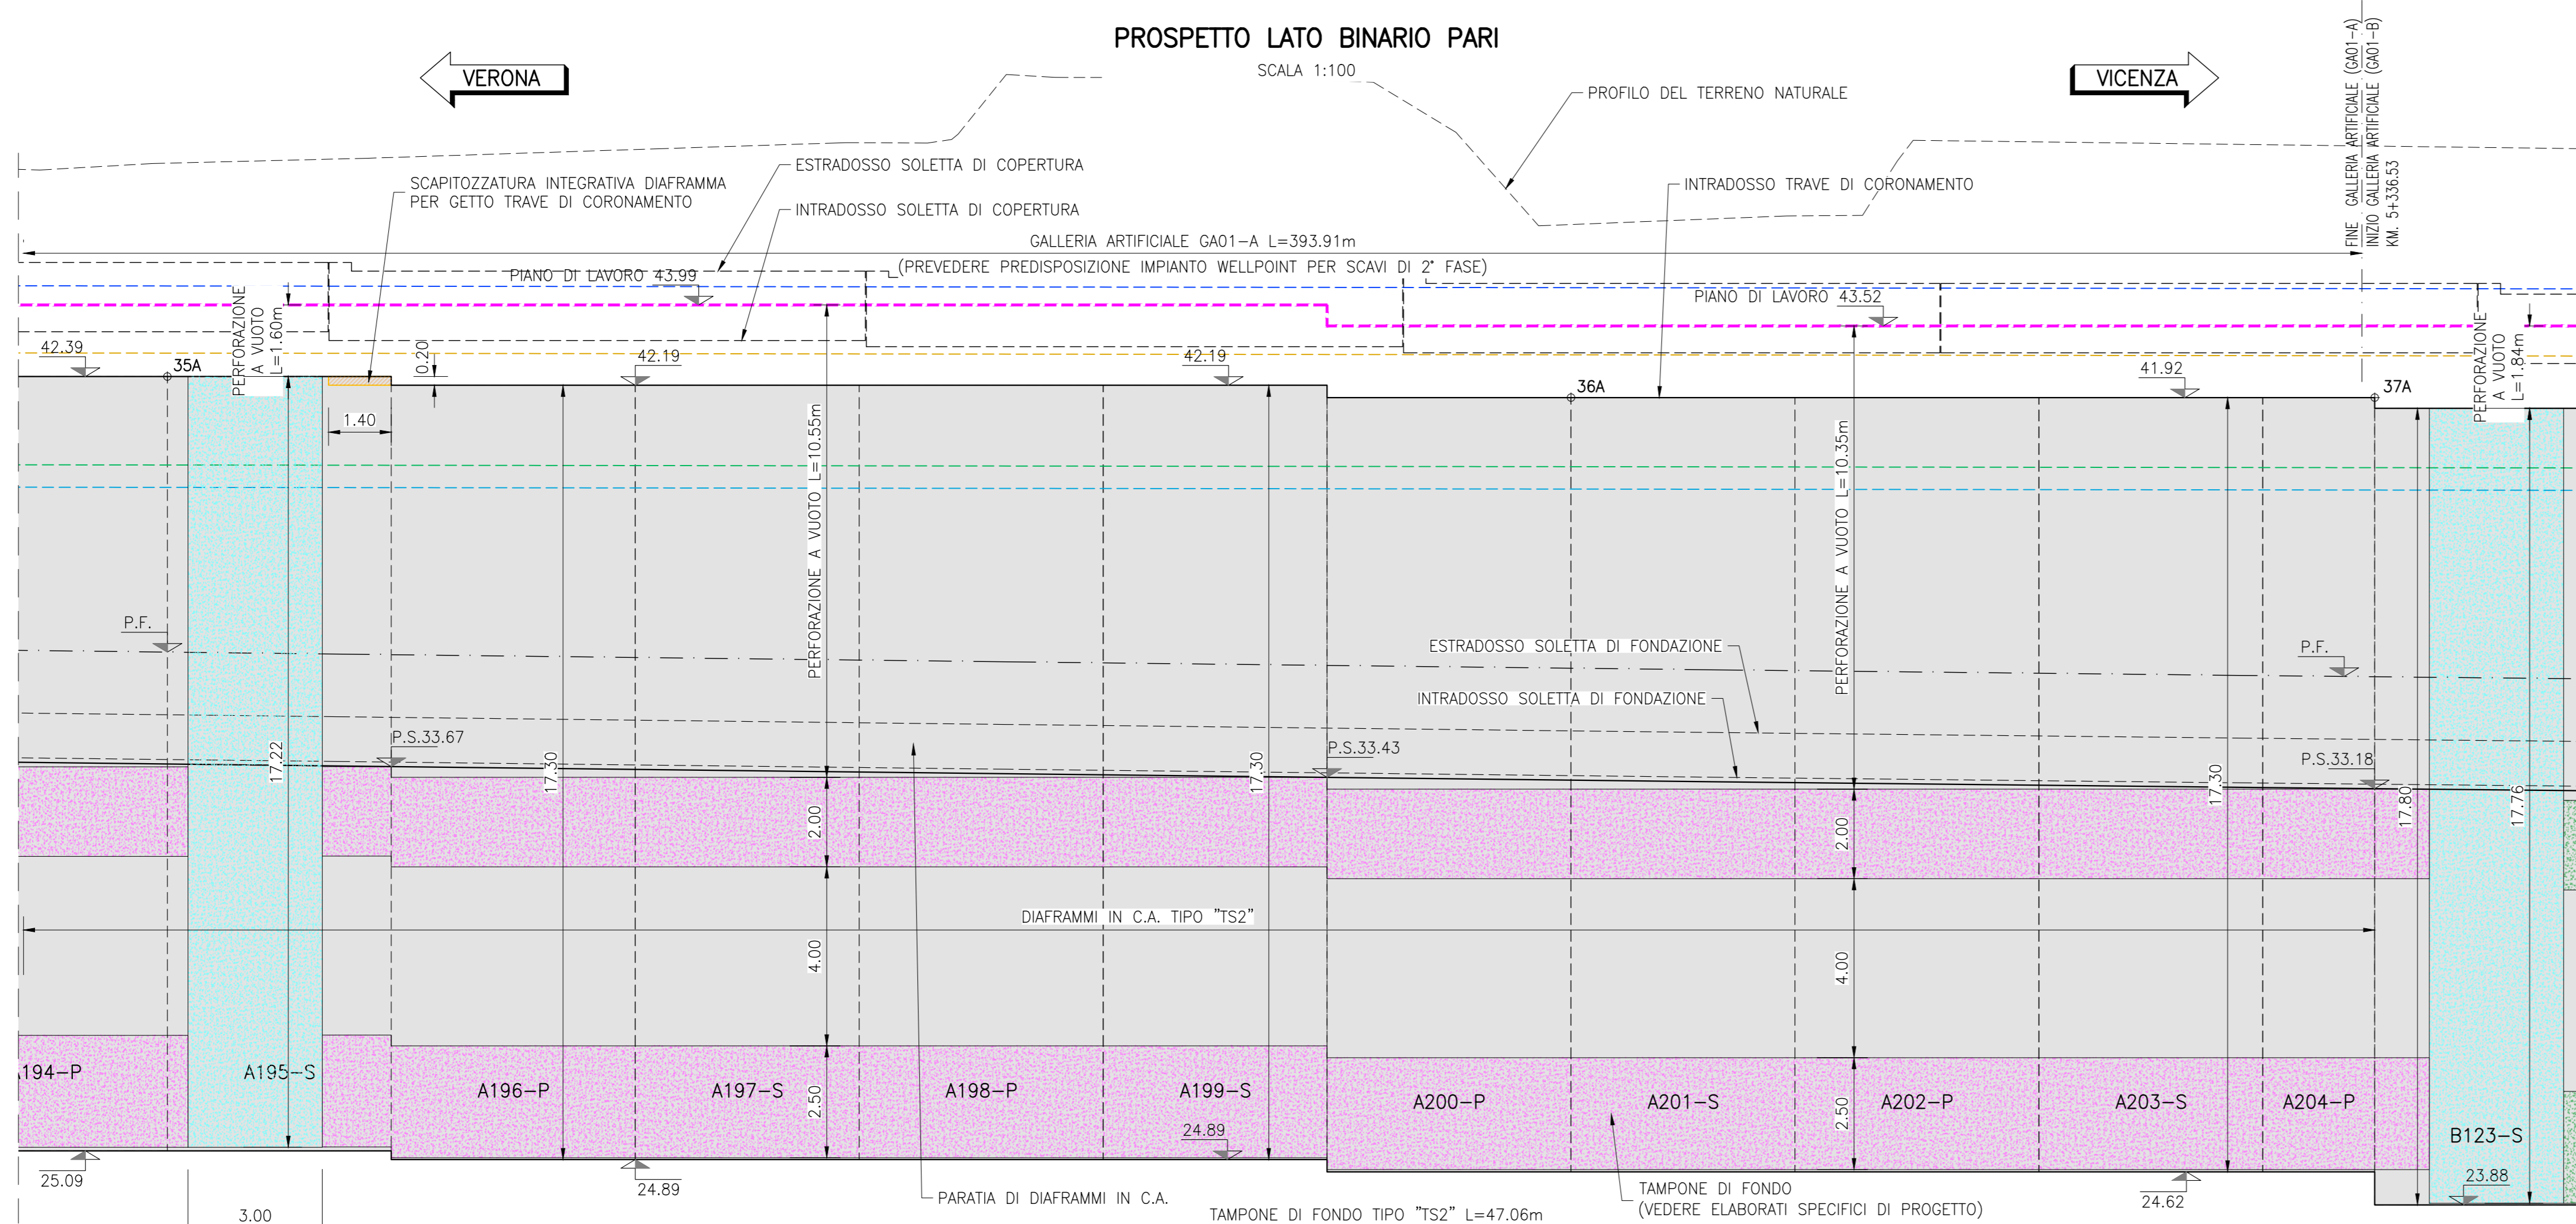 PROSPETTO LATO BINARIO PARI
SCALA 1:100
VERONA
VICENZA
PROFILO DEL TERRENO NATURALE
FINE GALLERIA ARTIFICIALE (GA01-A)
INIZIO GALLERIA ARTIFICIALE (GA01-B)
KM. 5+336.53
ESTRADOSSO SOLETTA DI COPERTURA
SCAPITOZZATURA INTEGRATIVA DIAFRAMMA
PER GETTO TRAVE DI CORONAMENTO
INTRADOSSO SOLETTA DI COPERTURA
INTRADOSSO TRAVE DI CORONAMENTO
GALLERIA ARTIFICIALE GA01-A L=393.91m
(PREVEDERE PREDISPOSIZIONE IMPIANTO WELLPOINT PER SCAVI DI 2° FASE)
PIANO DI LAVORO 43.99
PIANO DI LAVORO 43.52
PERFORAZIONE
A VUOTO
L=1.60m
PERFORAZIONE
A VUOTO
L=1.84m
42.39
35A
0.20
42.19
42.19
36A
41.92
37A
1.40
PERFORAZIONE A VUOTO L=10.55m
PERFORAZIONE A VUOTO L=10.35m
P.F.
P.F.
ESTRADOSSO SOLETTA DI FONDAZIONE
INTRADOSSO SOLETTA DI FONDAZIONE
P.S.33.67
P.S.33.43
P.S.33.18
17.22
17.30
17.30
17.30
17.80
17.76
2.00
2.00
DIAFRAMMI IN C.A. TIPO "TS2"
4.00
4.00
2.50
2.50
194-P
A195-S
A196-P
A197-S
A198-P
A199-S
A200-P
A201-S
A202-P
A203-S
A204-P
B123-S
24.89
25.09
24.89
24.62
23.88
PARATIA DI DIAFRAMMI IN C.A.
TAMPONE DI FONDO
(VEDERE ELABORATI SPECIFICI DI PROGETTO)
3.00
TAMPONE DI FONDO TIPO "TS2" L=47.06m